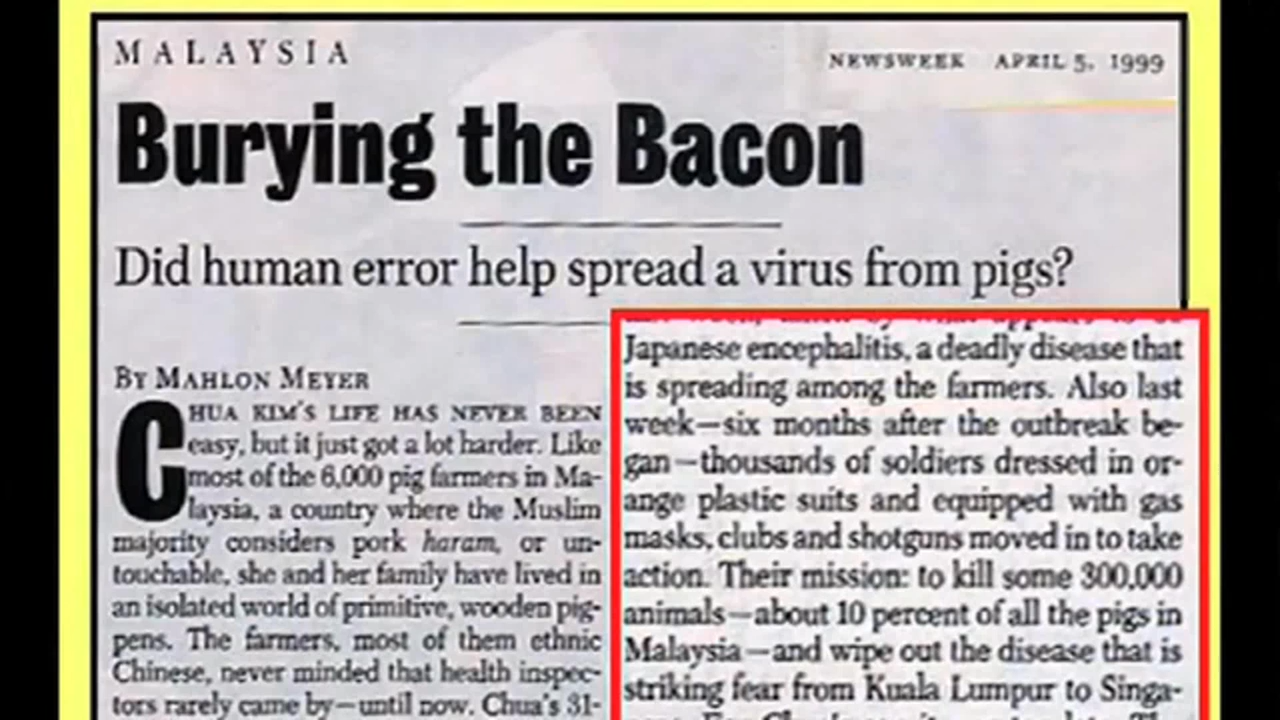 MALAYSIA
NEWSWEEK APRIL 5, 1999
Burying the Bacon
Did human error help spread a virus from pigs?
BY MAHLON MEYER
CHUA KIM'S LIFE HAS NEVER BEEN
easy, but it just got a lot harder. Like
most of the 6,000 pig farmers in Ma-
laysia, a country where the Muslim
majority considers pork haram, or un-
touchable, she and her family have lived in
an isolated world of primitive, wooden pig-
pens. The farmers, most of them ethnic
Chinese, never minded that health inspec-
tors rarely came by—until now. Chua's 31-
Japanese encephalitis, a deadly disease that
is spreading among the farmers. Also last
week—six months after the outbreak be-
gan—thousands of soldiers dressed in or-
ange plastic suits and equipped with gas
masks, clubs and shotguns moved in to take
action. Their mission: to kill some 300,000
animals—about 10 percent of all the pigs in
Malaysia—and wipe out the disease that is
striking fear from Kuala Lumpur to Singa-